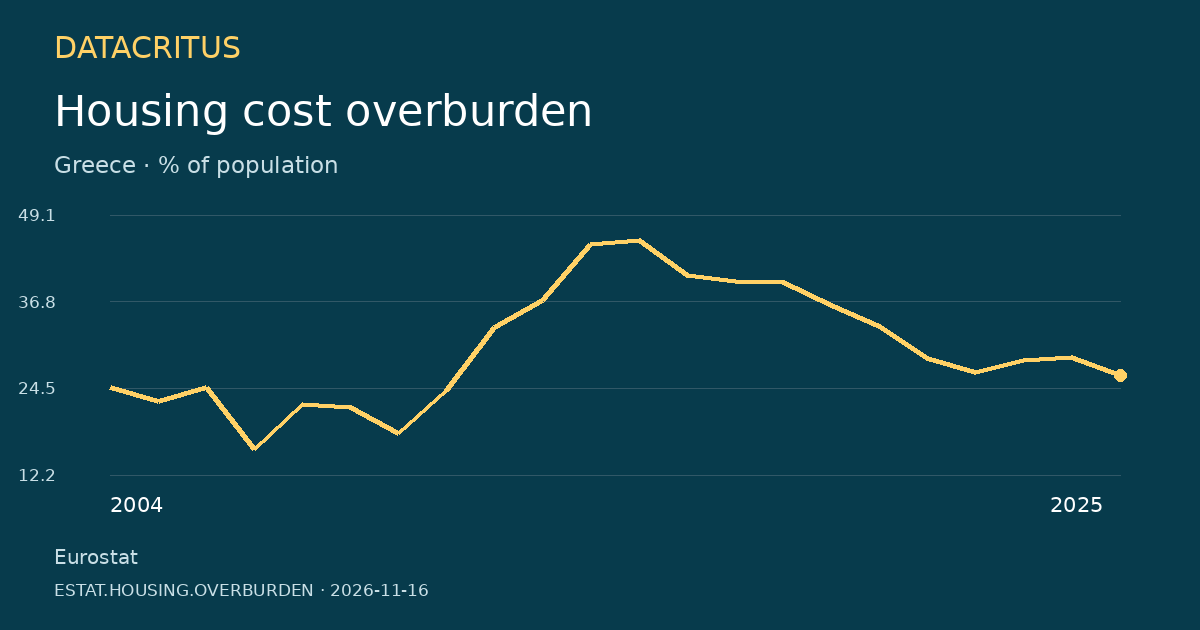 DATACRITUS
Housing cost overburden
Greece · % of population
49.1
36.8
24.5
12.2
2004 2025
Eurostat
ESTAT.HOUSING.OVERBURDEN · 2026-11-16